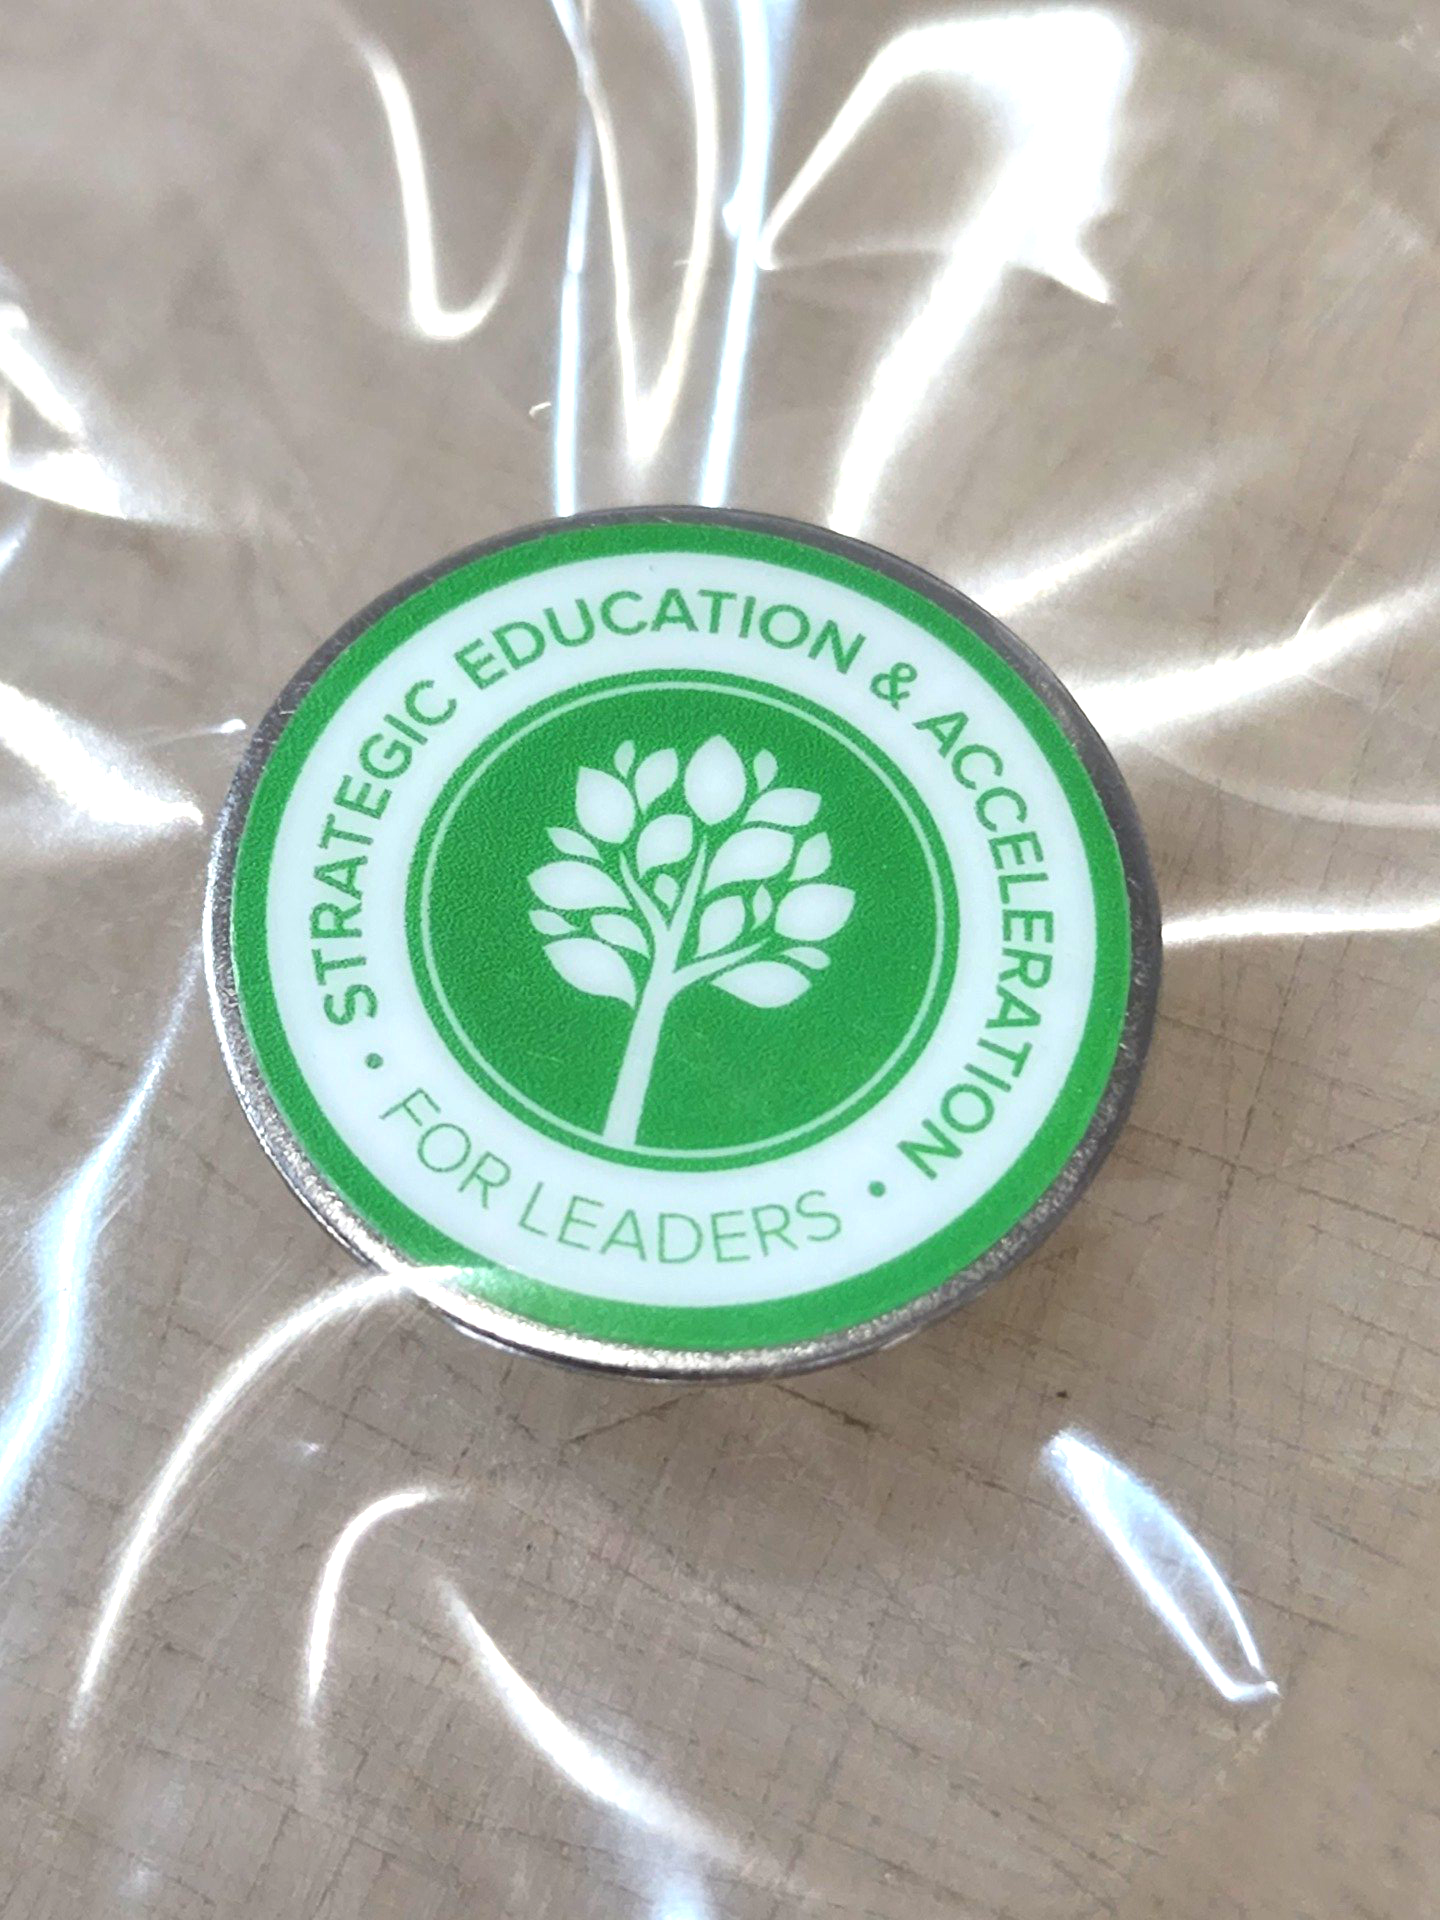 STRATEGIC EDUCATION & ACCELERATION
• FOR LEADERS •